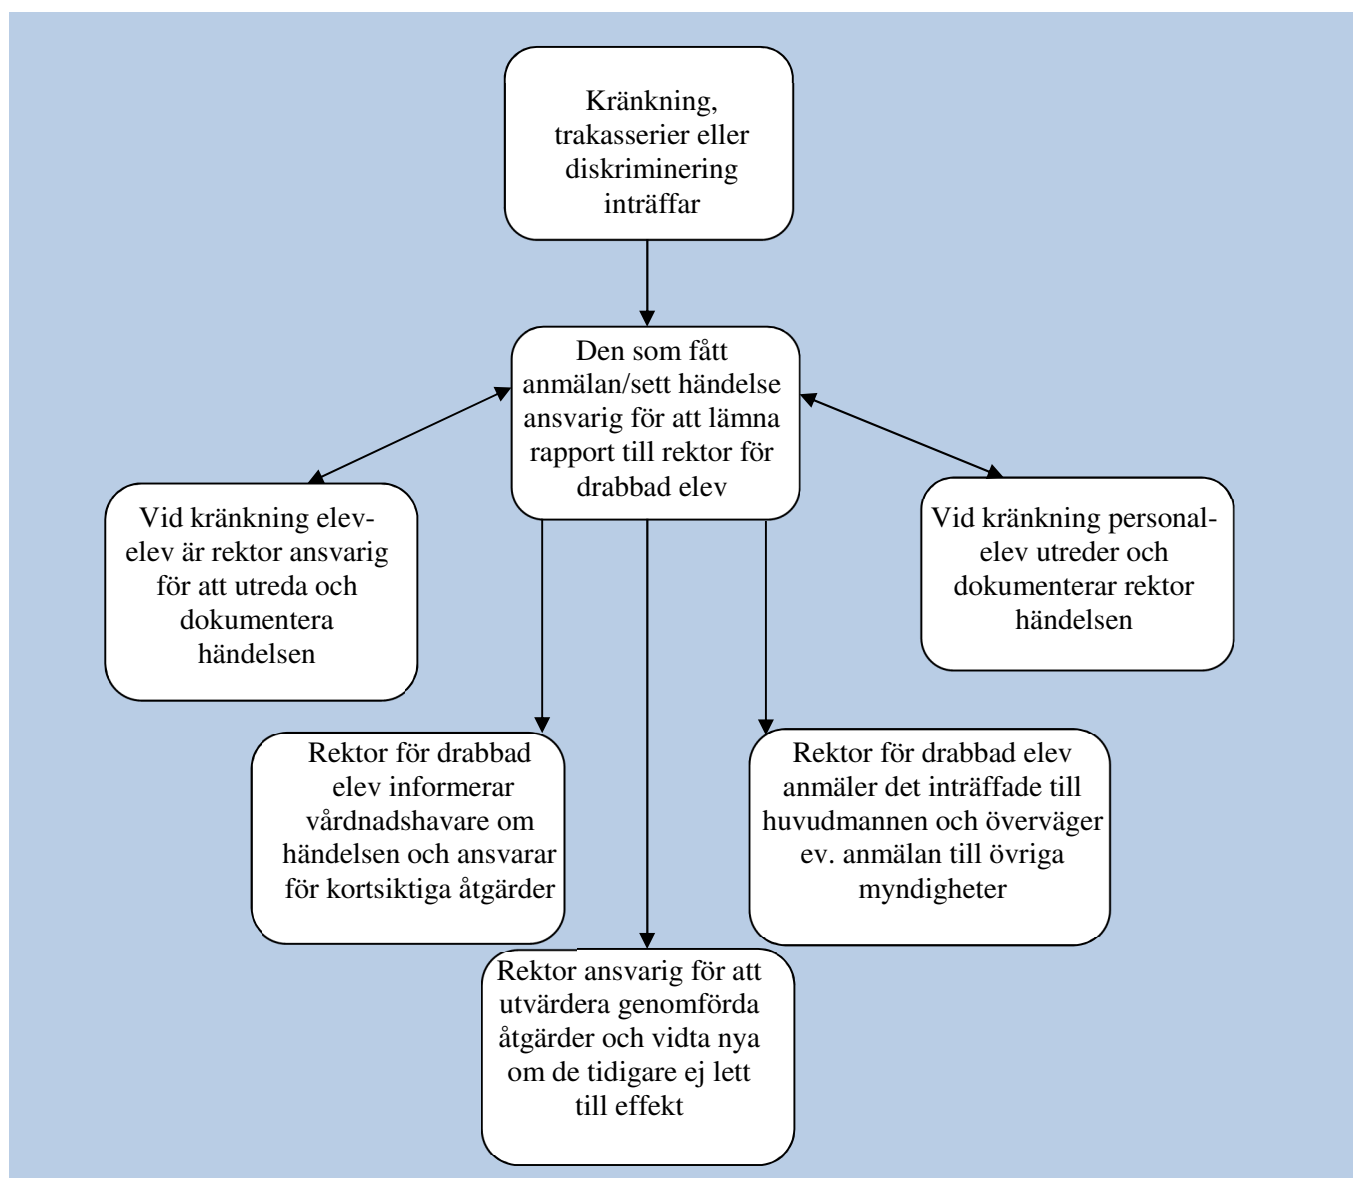 Kränkning,
trakasserier eller
diskriminering
inträffar
Den som fått
anmälan/sett händelse
ansvarig för att lämna
rapport till rektor för
drabbad elev
Vid kränkning elev-
elev är rektor ansvarig
för att utreda och
dokumentera
händelsen
Vid kränkning personal-
elev utreder och
dokumenterar rektor
händelsen
Rektor för drabbad
elev informerar
vårdnadshavare om
händelsen och ansvarar
för kortsiktiga åtgärder
Rektor för drabbad elev
anmäler det inträffade till
huvudmannen och överväger
ev. anmälan till övriga
myndigheter
Rektor ansvarig för att
utvärdera genomförda
åtgärder och vidta nya
om de tidigare ej lett
till effekt